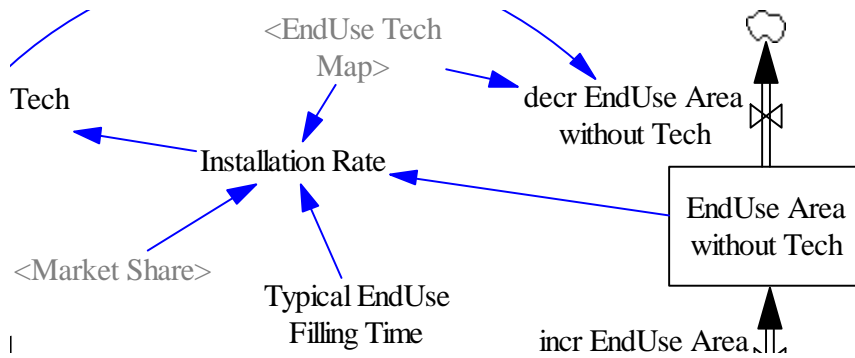 <EndUse Tech
Map>
Tech
decr EndUse Area
without Tech
Installation Rate
EndUse Area
without Tech
<Market Share>
Typical EndUse
Filling Time
incr EndUse Area